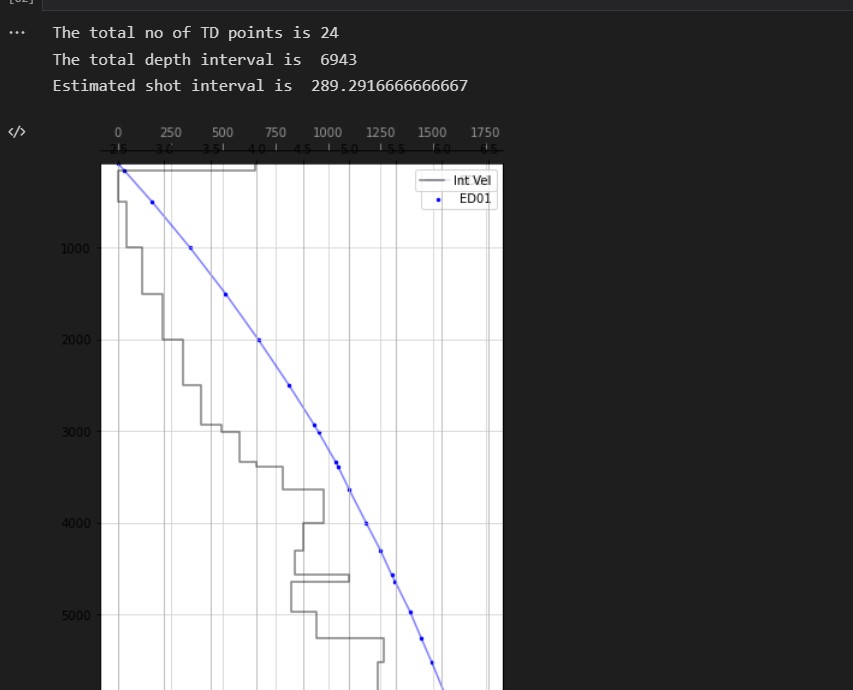 The total no of TD points is 24
The total depth interval is  6943
Estimated shot interval is  289.2916666666667
0 250 500 750 1000 1250 1500 1750
2.5 3.0 3.5 4.0 4.5 5.0 5.5 6.0 6.5
Int Vel
ED01
1000
2000
3000
4000
5000